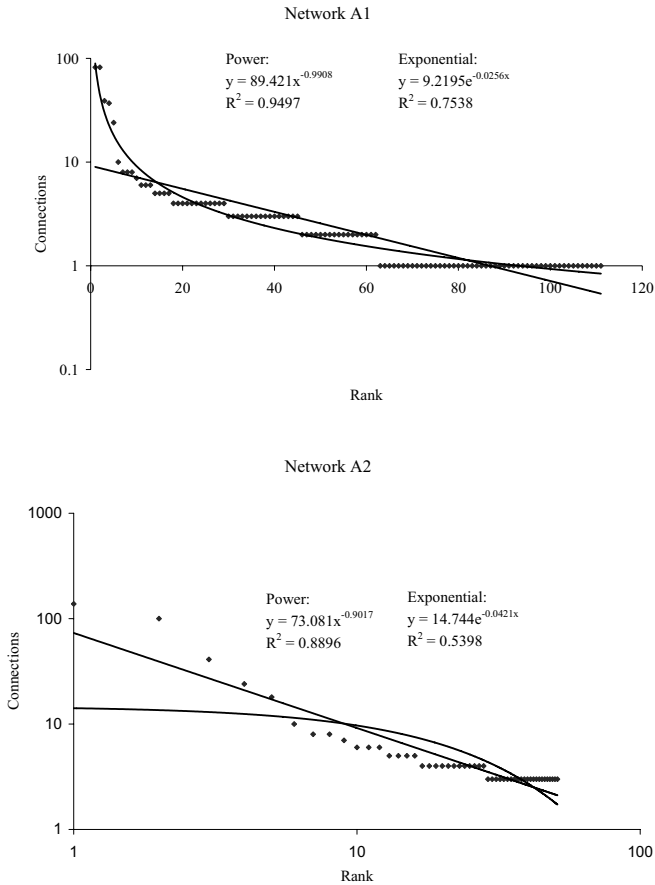 Network A1
Power:
y = 89.421x^-0.9908
R^2 = 0.9497
Exponential:
y = 9.2195e^-0.0256x
R^2 = 0.7538
Connections
100
10
1
0.1
0
20
40
60
80
100
120
Rank
Network A2
Power:
y = 73.081x^-0.9017
R^2 = 0.8896
Exponential:
y = 14.744e^-0.0421x
R^2 = 0.5398
Connections
1000
100
10
1
1
10
100
Rank